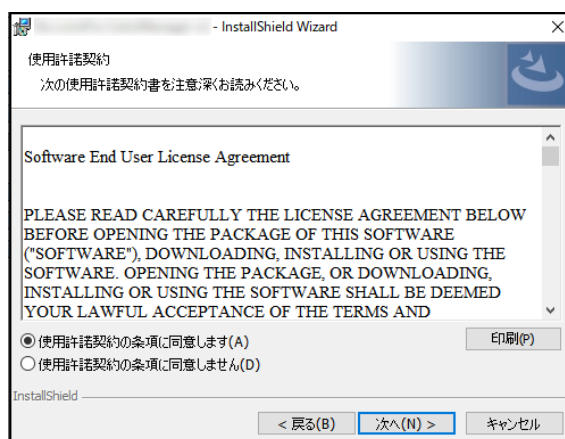 - InstallShield Wizard
使用許諾契約
次の使用許諾契約書を注意深くお読みください。
Software End User License Agreement
PLEASE READ CAREFULLY THE LICENSE AGREEMENT BELOW
BEFORE OPENING THE PACKAGE OF THIS SOFTWARE
("SOFTWARE"), DOWNLOADING, INSTALLING OR USING THE
SOFTWARE. OPENING THE PACKAGE, OR DOWNLOADING,
INSTALLING OR USING THE SOFTWARE SHALL BE DEEMED
YOUR LAWFUL ACCEPTANCE OF THE TERMS AND
使用許諾契約の条項に同意します(A)
印刷(P)
使用許諾契約の条項に同意しません(D)
InstallShield
< 戻る(B)
次へ(N) >
キャンセル